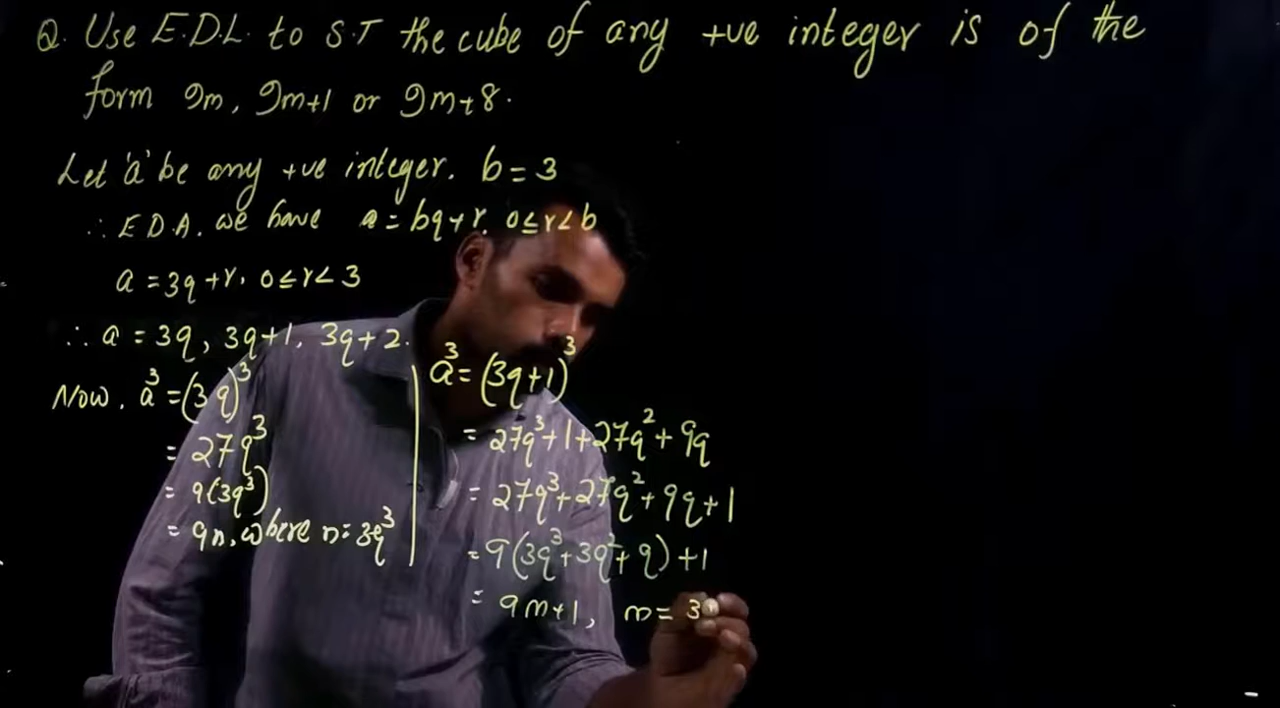 Q. Use E.D.L. to S.T the cube of any +ve integer is of the
form 9m, 9m+1 or 9m+8.
Let 'a' be any +ve integer. b = 3
∴ E.D.A. we have a = bq+r, 0≤r<b
a = 3q+r, 0≤r<3
∴ a = 3q, 3q+1, 3q+2.
Now, a³ = (3q)³
= 27q³
= 9(3q³)
= 9m, where m = 3q³
a³ = (3q+1)³
= 27q³+1+27q²+9q
= 27q³+27q²+9q+1
= 9(3q³+3q²+q)+1
= 9m+1, m = 3